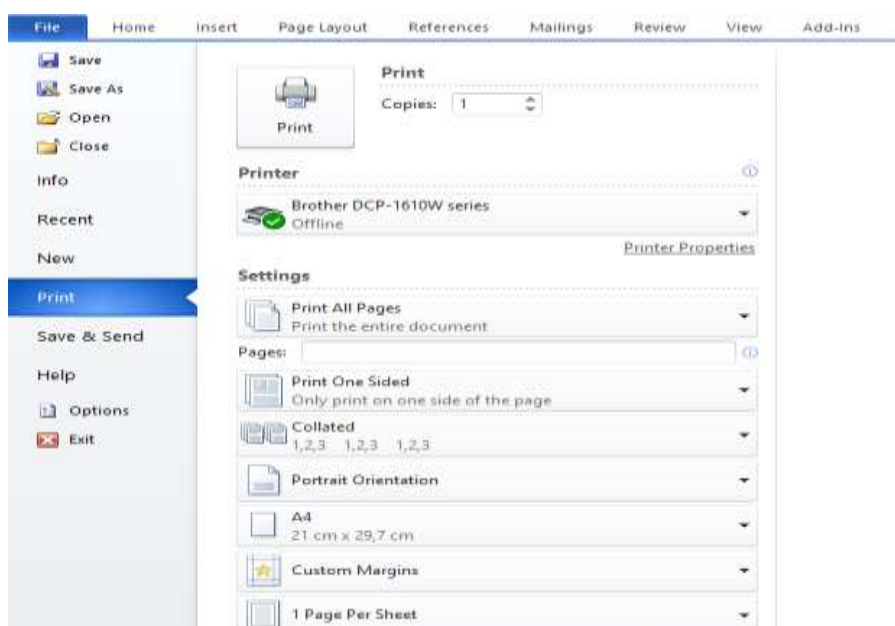 File Home Insert Page Layout References Mailings Review View Add-Ins
Save
Save As
Open
Close
Info
Recent
New
Print
Save & Send
Help
Options
Exit
Print
Print
Copies: 1
Printer
Brother DCP-1610W series
Offline
Printer Properties
Settings
Print All Pages
Print the entire document
Pages:
Print One Sided
Only print on one side of the page
Collated
1,2,3 1,2,3 1,2,3
Portrait Orientation
A4
21 cm x 29,7 cm
Custom Margins
1 Page Per Sheet